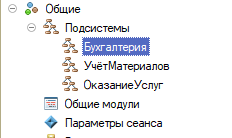 Общие
Подсистемы
Бухгалтерия
УчётМатериалов
ОказаниеУслуг
Общие модули
Параметры сеанса